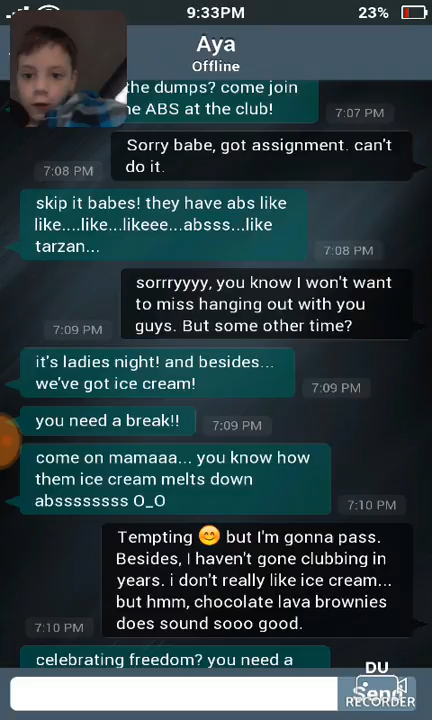 9:33PM
23%
Aya
Offline
the dumps? come join
ABS at the club!
7:07 PM
Sorry babe, got assignment. can't
do it.
7:08 PM
skip it babes! they have abs like
like....like...likeee...absss...like
tarzan...
7:08 PM
sorrryyyy, you know I won't want
to miss hanging out with you
guys. But some other time?
7:09 PM
it's ladies night! and besides...
we've got ice cream!
7:09 PM
you need a break!!
7:09 PM
come on mamaaa... you know how
them ice cream melts down
abssssssss O_O
7:10 PM
Tempting 😊 but I'm gonna pass.
Besides, I haven't gone clubbing in
years. i don't really like ice cream...
but hmm, chocolate lava brownies
does sound sooo good.
7:10 PM
celebrating freedom? you need a
Send
DU
RECORDER